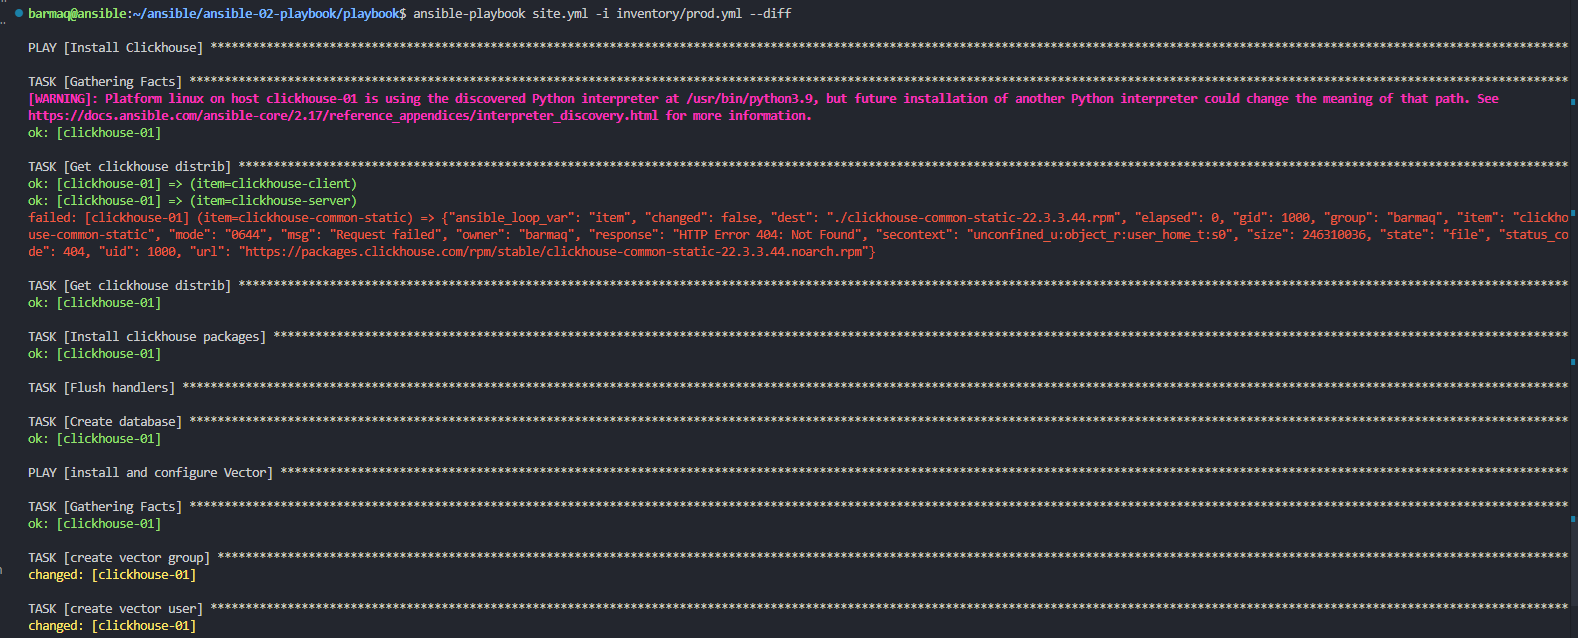 barmaq@ansible:~/ansible/ansible-02-playbook/playbook$ ansible-playbook site.yml -i inventory/prod.yml --diff
PLAY [Install Clickhouse] ****************************************************************************************************
TASK [Gathering Facts] ****************************************************************************************************
[WARNING]: Platform linux on host clickhouse-01 is using the discovered Python interpreter at /usr/bin/python3.9, but future installation of another Python interpreter could change the meaning of that path. See
https://docs.ansible.com/ansible-core/2.17/reference_appendices/interpreter_discovery.html for more information.
ok: [clickhouse-01]
TASK [Get clickhouse distrib] ****************************************************************************************************
ok: [clickhouse-01] => (item=clickhouse-client)
ok: [clickhouse-01] => (item=clickhouse-server)
failed: [clickhouse-01] (item=clickhouse-common-static) => {"ansible_loop_var": "item", "changed": false, "dest": "./clickhouse-common-static-22.3.3.44.rpm", "elapsed": 0, "gid": 1000, "group": "barmaq", "item": "clickho
use-common-static", "mode": "0644", "msg": "Request failed", "owner": "barmaq", "response": "HTTP Error 404: Not Found", "secontext": "unconfined_u:object_r:user_home_t:s0", "size": 246310036, "state": "file", "status_co
de": 404, "uid": 1000, "url": "https://packages.clickhouse.com/rpm/stable/clickhouse-common-static-22.3.3.44.noarch.rpm"}
TASK [Get clickhouse distrib] ****************************************************************************************************
ok: [clickhouse-01]
TASK [Install clickhouse packages] ****************************************************************************************************
ok: [clickhouse-01]
TASK [Flush handlers] ****************************************************************************************************
TASK [Create database] ****************************************************************************************************
ok: [clickhouse-01]
PLAY [install and configure Vector] ****************************************************************************************************
TASK [Gathering Facts] ****************************************************************************************************
ok: [clickhouse-01]
TASK [create vector group] ****************************************************************************************************
changed: [clickhouse-01]
TASK [create vector user] ****************************************************************************************************
changed: [clickhouse-01]